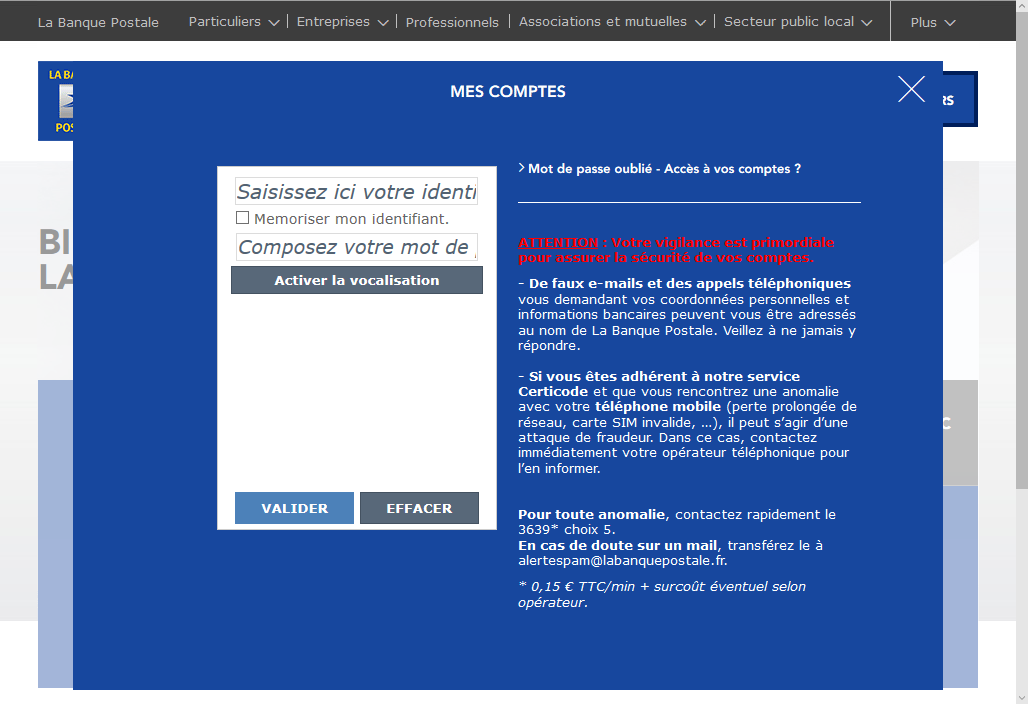 La Banque Postale Particuliers Entreprises Professionnels Associations et mutuelles Secteur public local Plus
LA BA
POS
MES COMPTES
RS
BI
LA
Saisissez ici votre identi
Memoriser mon identifiant.
Composez votre mot de
Activer la vocalisation
VALIDER EFFACER
> Mot de passe oublié - Accès à vos comptes ?
ATTENTION : Votre vigilance est primordiale
pour assurer la sécurité de vos comptes.
- De faux e-mails et des appels téléphoniques
vous demandant vos coordonnées personnelles et
informations bancaires peuvent vous être adressés
au nom de La Banque Postale. Veillez à ne jamais y
répondre.
- Si vous êtes adhérent à notre service
Certicode et que vous rencontrez une anomalie
avec votre téléphone mobile (perte prolongée de
réseau, carte SIM invalide, …), il peut s’agir d’une
attaque de fraudeur. Dans ce cas, contactez
immédiatement votre opérateur téléphonique pour
l’en informer.
Pour toute anomalie, contactez rapidement le
3639* choix 5.
En cas de doute sur un mail, transférez le à
alertespam@labanquepostale.fr.
* 0,15 € TTC/min + surcoût éventuel selon
opérateur.
C